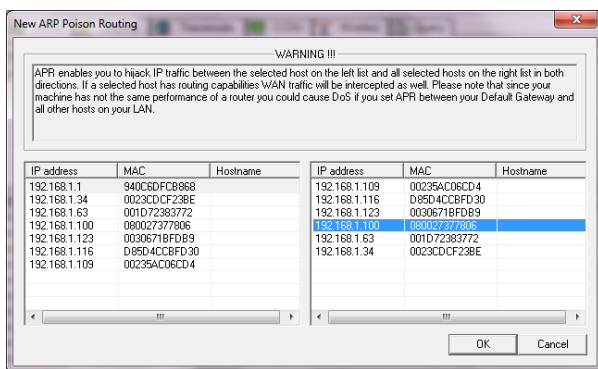 New ARP Poison Routing
WARNING !!!
APR enables you to hijack IP traffic between the selected host on the left list and all selected hosts on the right list in both
directions. If a selected host has routing capabilities WAN traffic will be intercepted as well. Please note that since your
machine has not the same performance of a router you could cause DoS if you set APR between your Default Gateway and
all other hosts on your LAN.
IP address MAC Hostname
192.168.1.1 940C6DFCB868
192.168.1.34 0023CDCF23BE
192.168.1.63 001D72383772
192.168.1.100 080027377806
192.168.1.123 0030671BFDB9
192.168.1.116 D85D4CCBFD30
192.168.1.109 00235AC06CD4
IP address MAC Hostname
192.168.1.109 00235AC06CD4
192.168.1.116 D85D4CCBFD30
192.168.1.123 0030671BFDB9
192.168.1.100 080027377806
192.168.1.63 001D72383772
192.168.1.34 0023CDCF23BE
OK Cancel